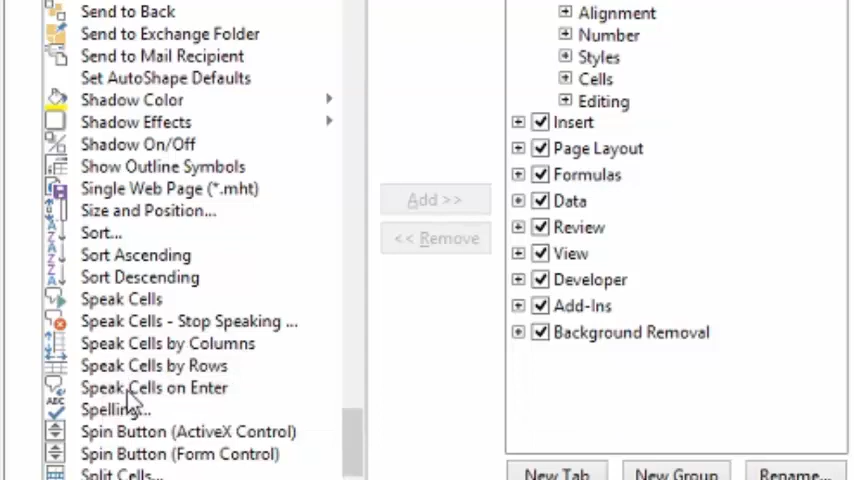 Send to Back
Send to Exchange Folder
Send to Mail Recipient
Set AutoShape Defaults
Shadow Color
Shadow Effects
Shadow On/Off
Show Outline Symbols
Single Web Page (*.mht)
Size and Position...
Sort...
Sort Ascending
Sort Descending
Speak Cells
Speak Cells - Stop Speaking ...
Speak Cells by Columns
Speak Cells by Rows
Speak Cells on Enter
Spelling...
Spin Button (ActiveX Control)
Spin Button (Form Control)
Split Cells...
Add >>
<< Remove
Alignment
Number
Styles
Cells
Editing
Insert
Page Layout
Formulas
Data
Review
View
Developer
Add-Ins
Background Removal
New Tab
New Group
Rename...